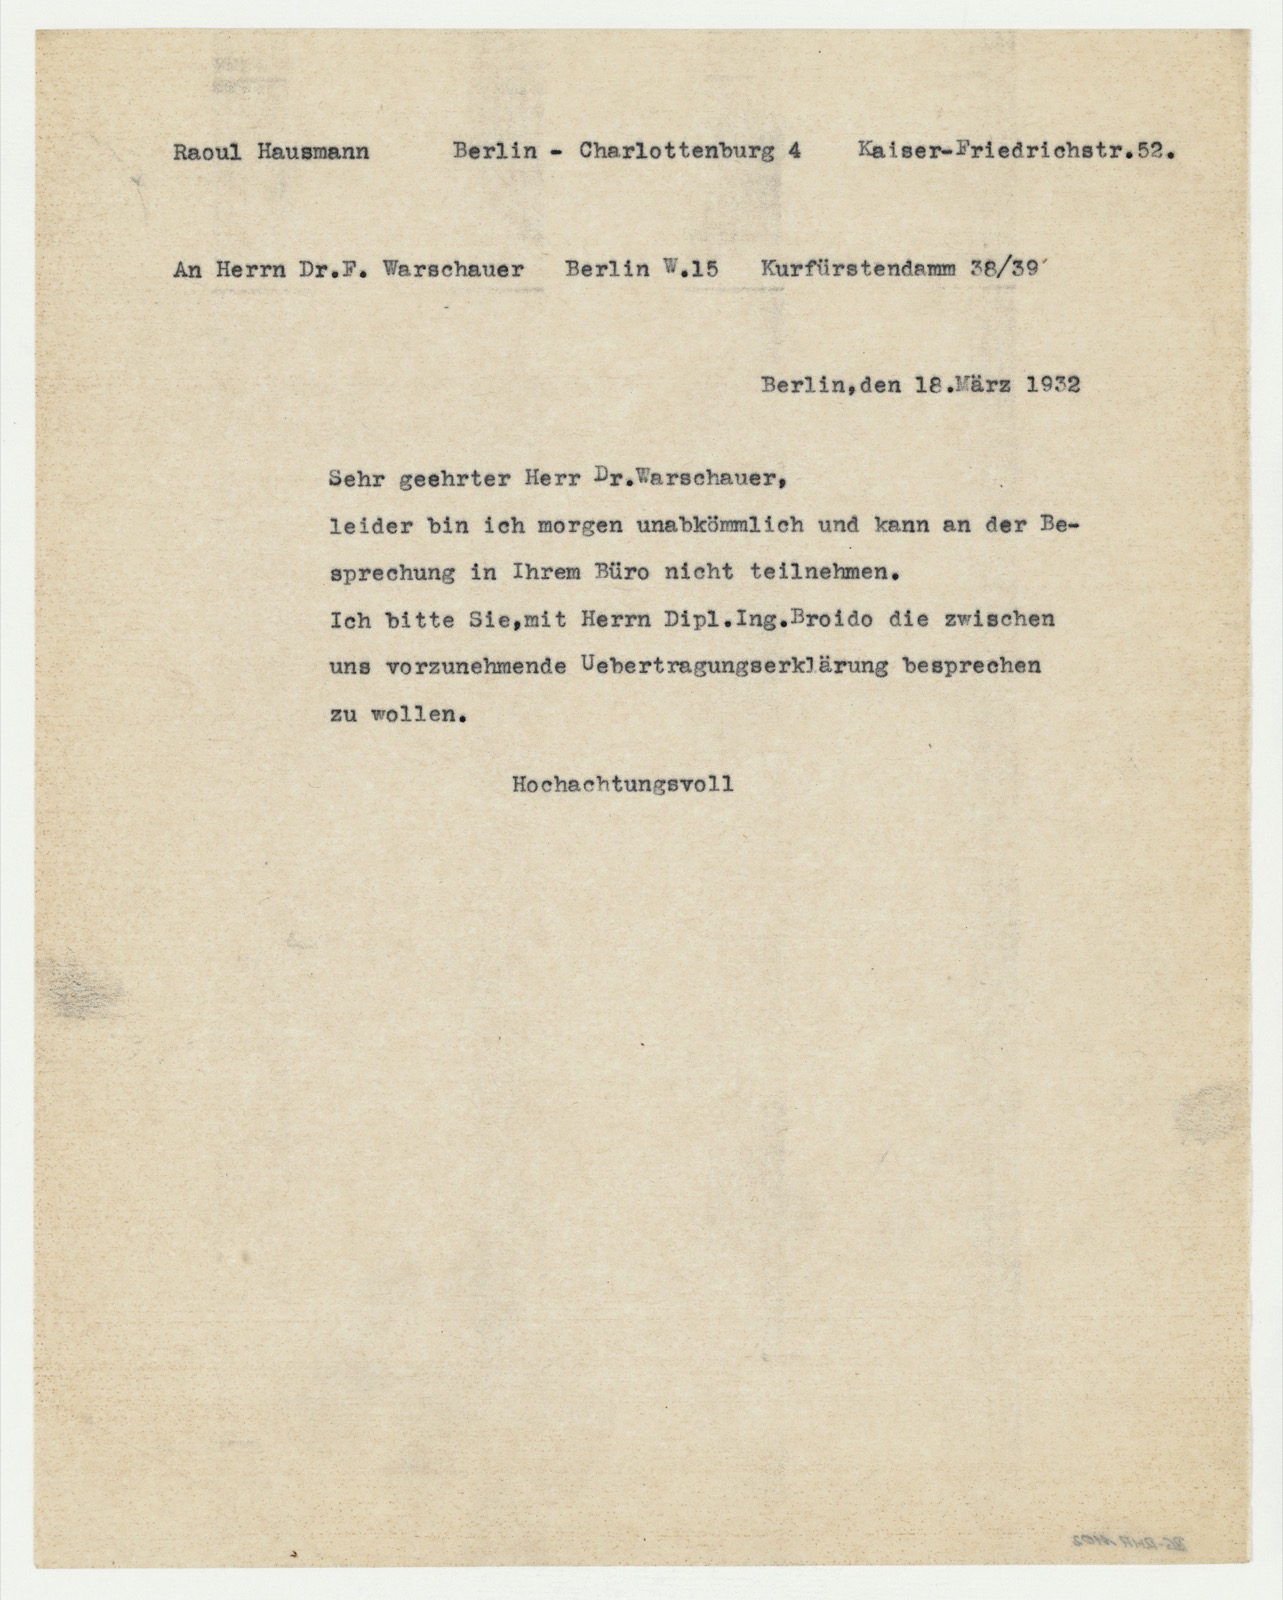 Raoul Hausmann Berlin - Charlottenburg 4 Kaiser-Friedrichstr.52.
An Herrn Dr.F. Warschauer Berlin W.15 Kurfürstendamm 38/39
Berlin,den 18.März 1932
Sehr geehrter Herr Dr.Warschauer,
leider bin ich morgen unabkömmlich und kann an der Be-
sprechung in Ihrem Büro nicht teilnehmen.
Ich bitte Sie,mit Herrn Dipl.Ing.Broido die zwischen
uns vorzunehmende Uebertragungserklärung besprechen
zu wollen.
Hochachtungsvoll